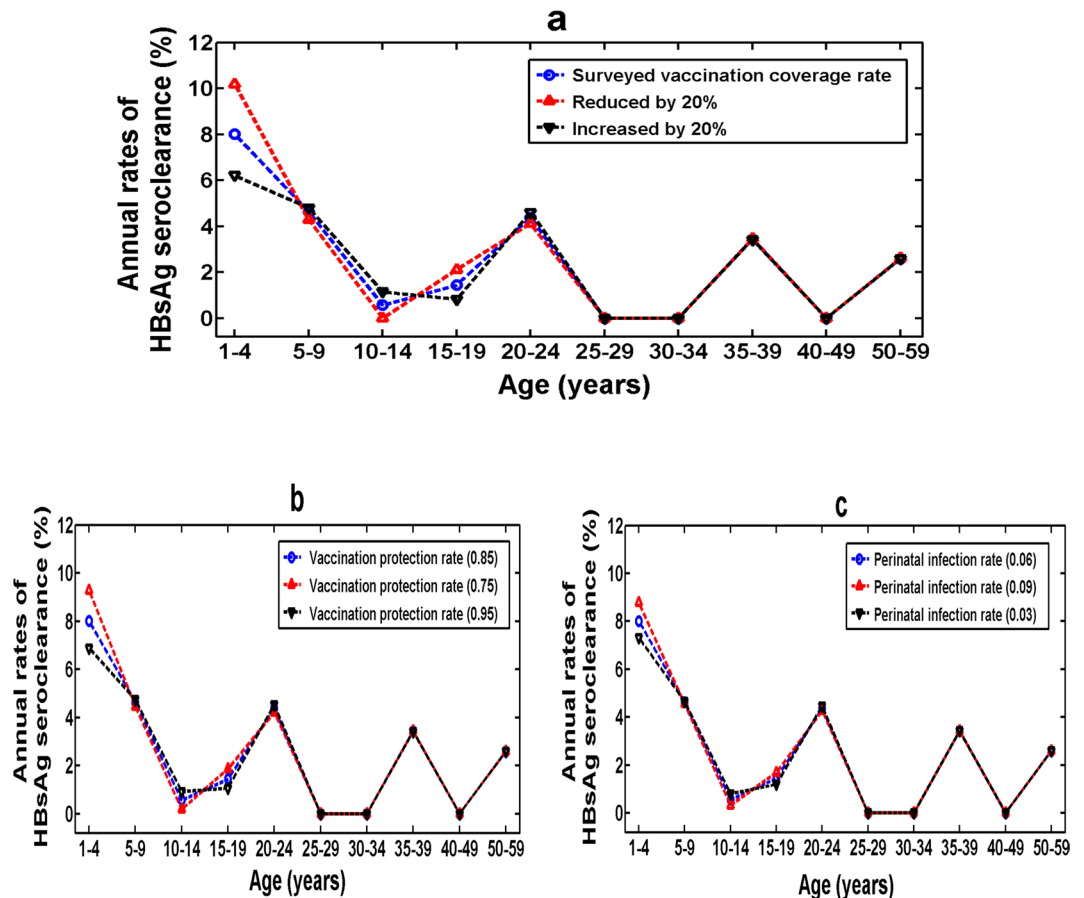 a
Annual rates of
HBsAg seroclearance (%)
12
10
8
6
4
2
0
Surveyed vaccination coverage rate
Reduced by 20%
Increased by 20%
1-4 5-9 10-14 15-19 20-24 25-29 30-34 35-39 40-49 50-59
Age (years)
b
Annual rates of
HBsAg seroclearance (%)
12
10
8
6
4
2
0
Vaccination protection rate (0.85)
Vaccination protection rate (0.75)
Vaccination protection rate (0.95)
1-4 5-9 10-14 15-19 20-24 25-29 30-34 35-39 40-49 50-59
Age (years)
c
Annual rates of
HBsAg seroclearance (%)
12
10
8
6
4
2
0
Perinatal infection rate (0.06)
Perinatal infection rate (0.09)
Perinatal infection rate (0.03)
1-4 5-9 10-14 15-19 20-24 25-29 30-34 35-39 40-49 50-59
Age (years)